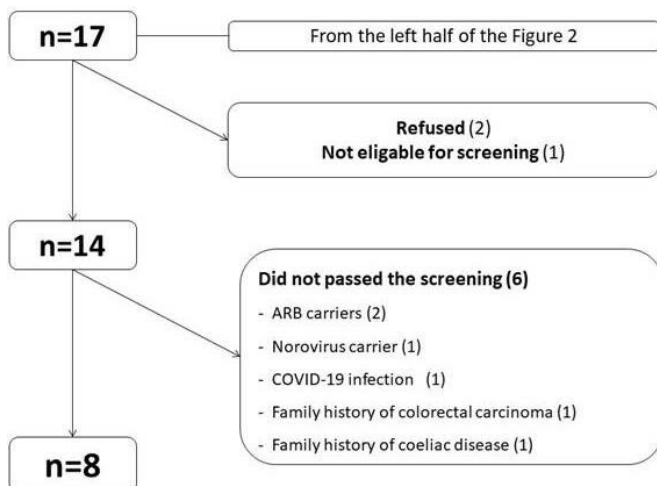 n=17
From the left half of the Figure 2
Refused (2)
Not eligable for screening (1)
n=14
Did not passed the screening (6)
- ARB carriers (2)
- Norovirus carrier (1)
- COVID-19 infection (1)
- Family history of colorectal carcinoma (1)
- Family history of coeliac disease (1)
n=8